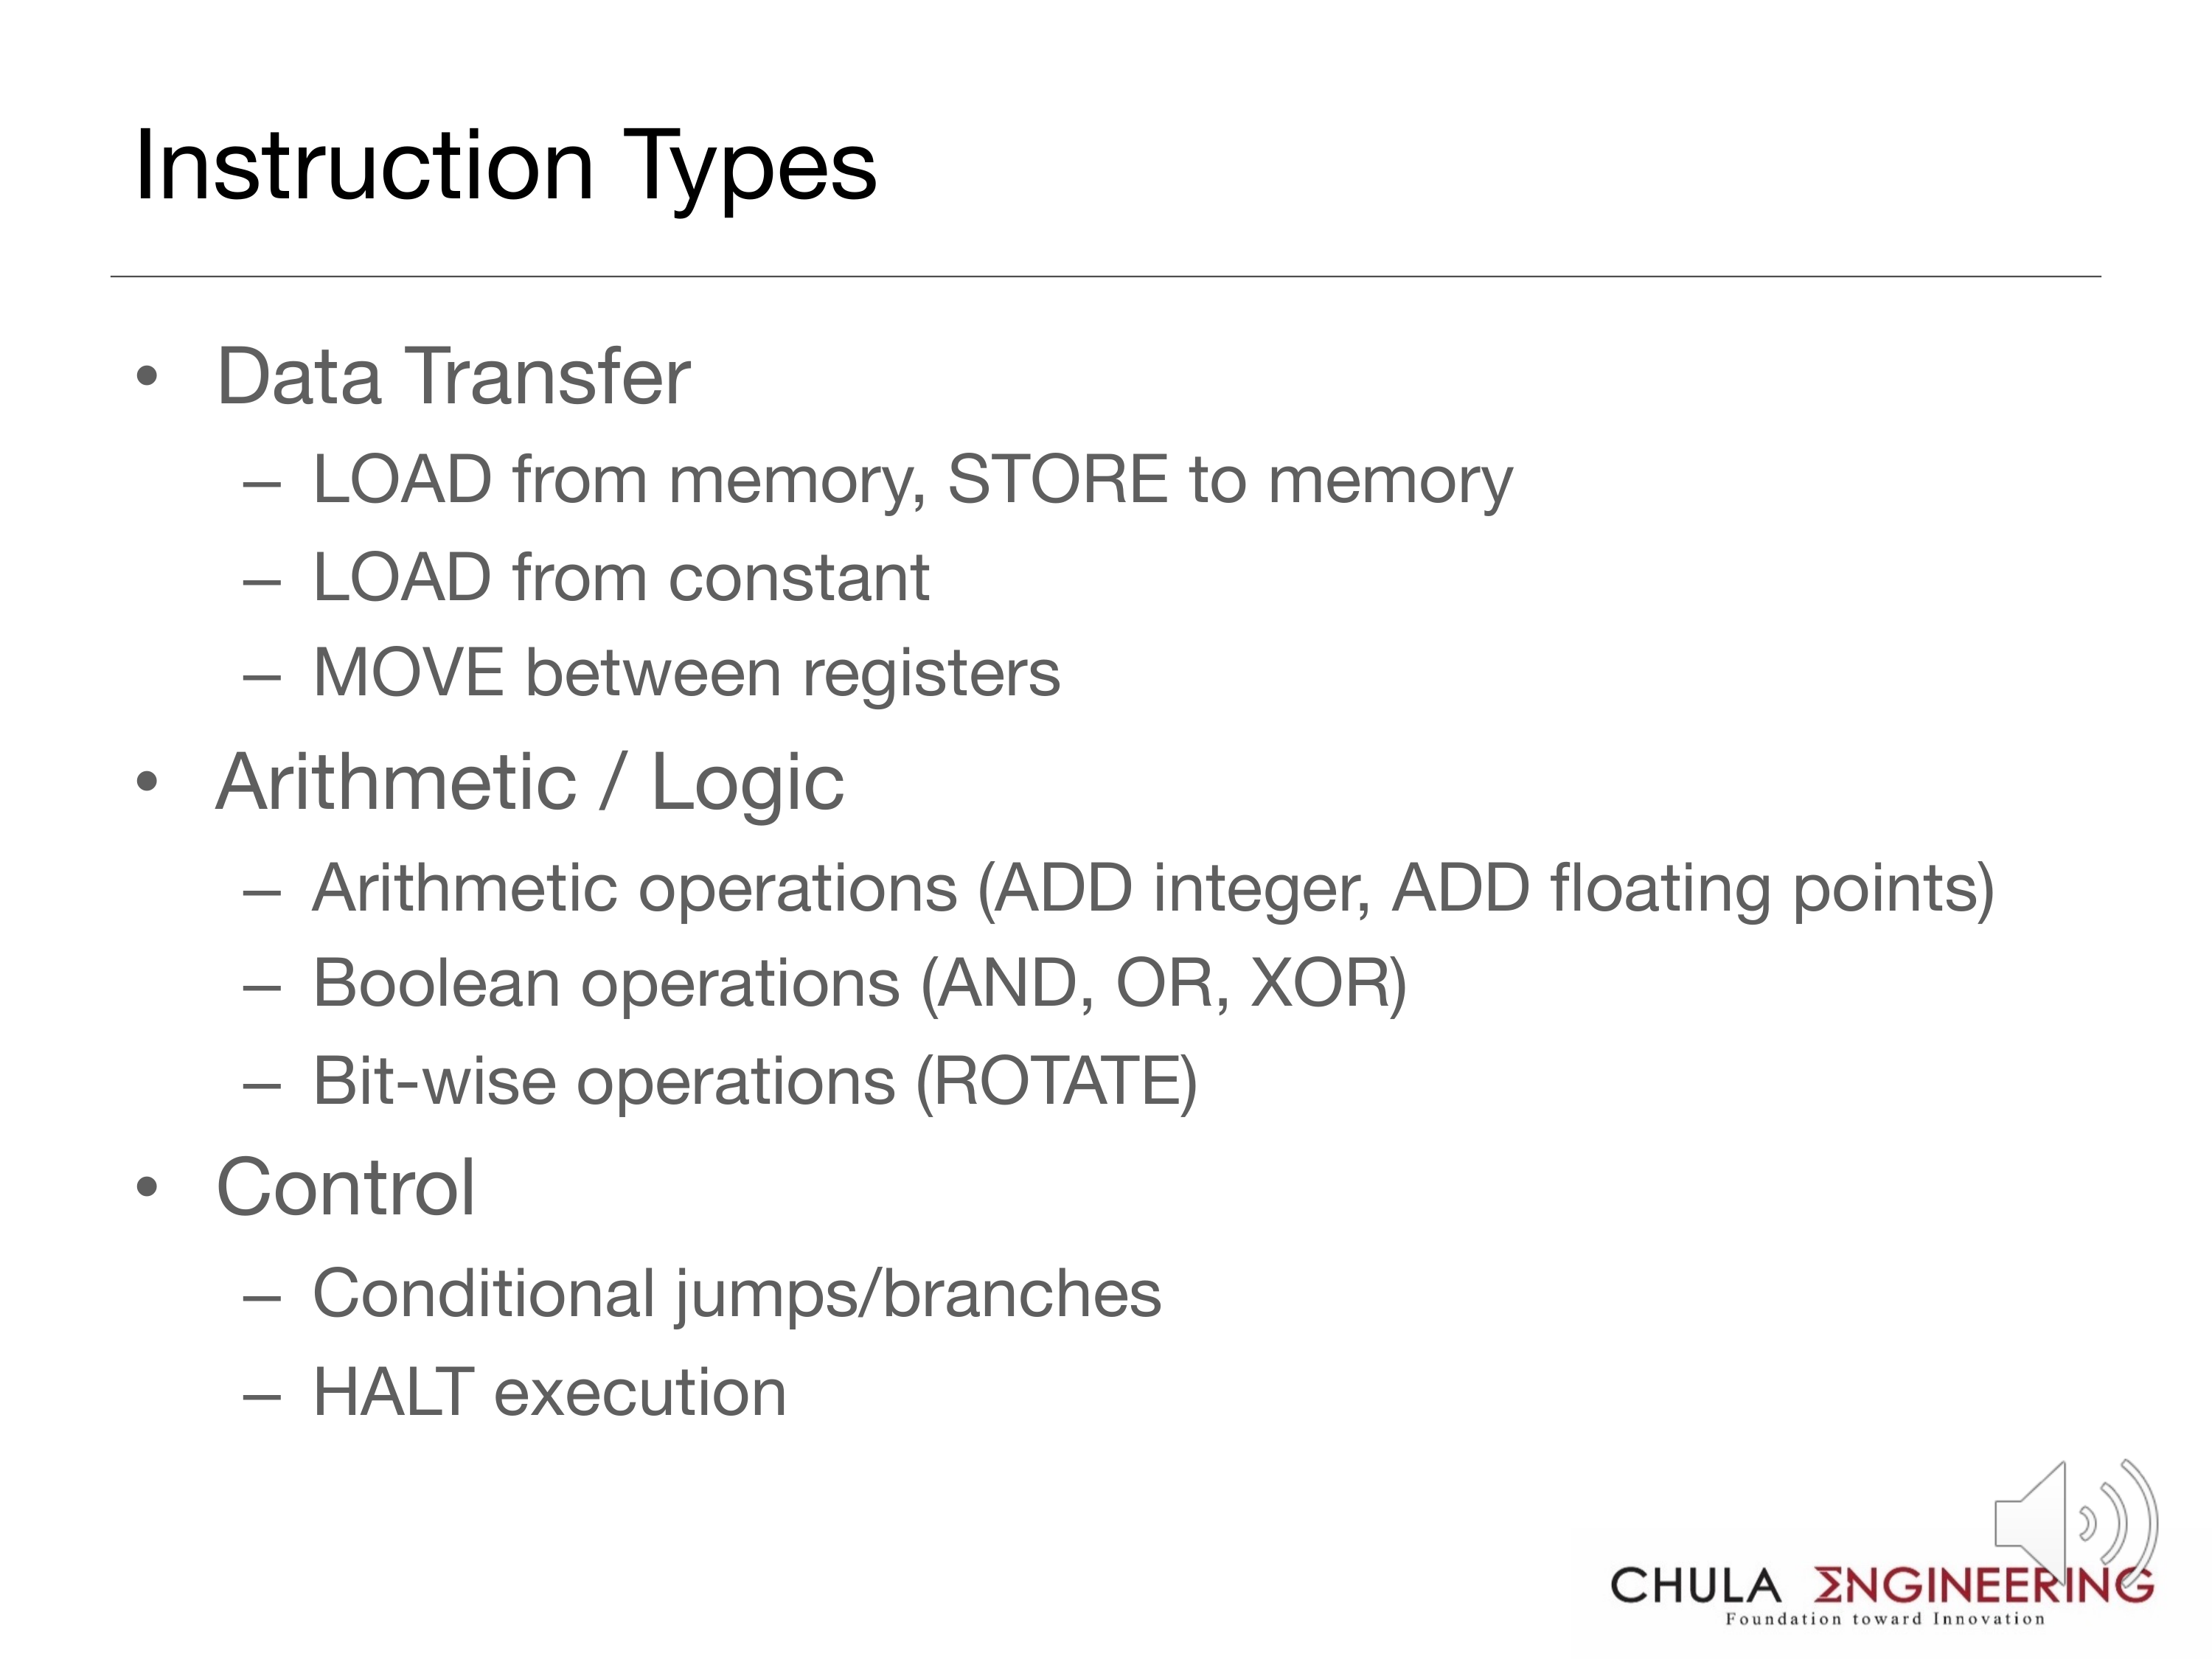 Instruction Types
• Data Transfer
– LOAD from memory, STORE to memory
– LOAD from constant
– MOVE between registers
• Arithmetic / Logic
– Arithmetic operations (ADD integer, ADD floating points)
– Boolean operations (AND, OR, XOR)
– Bit-wise operations (ROTATE)
• Control
– Conditional jumps/branches
– HALT execution
CHULA ΣNGINEERING
Foundation toward Innovation